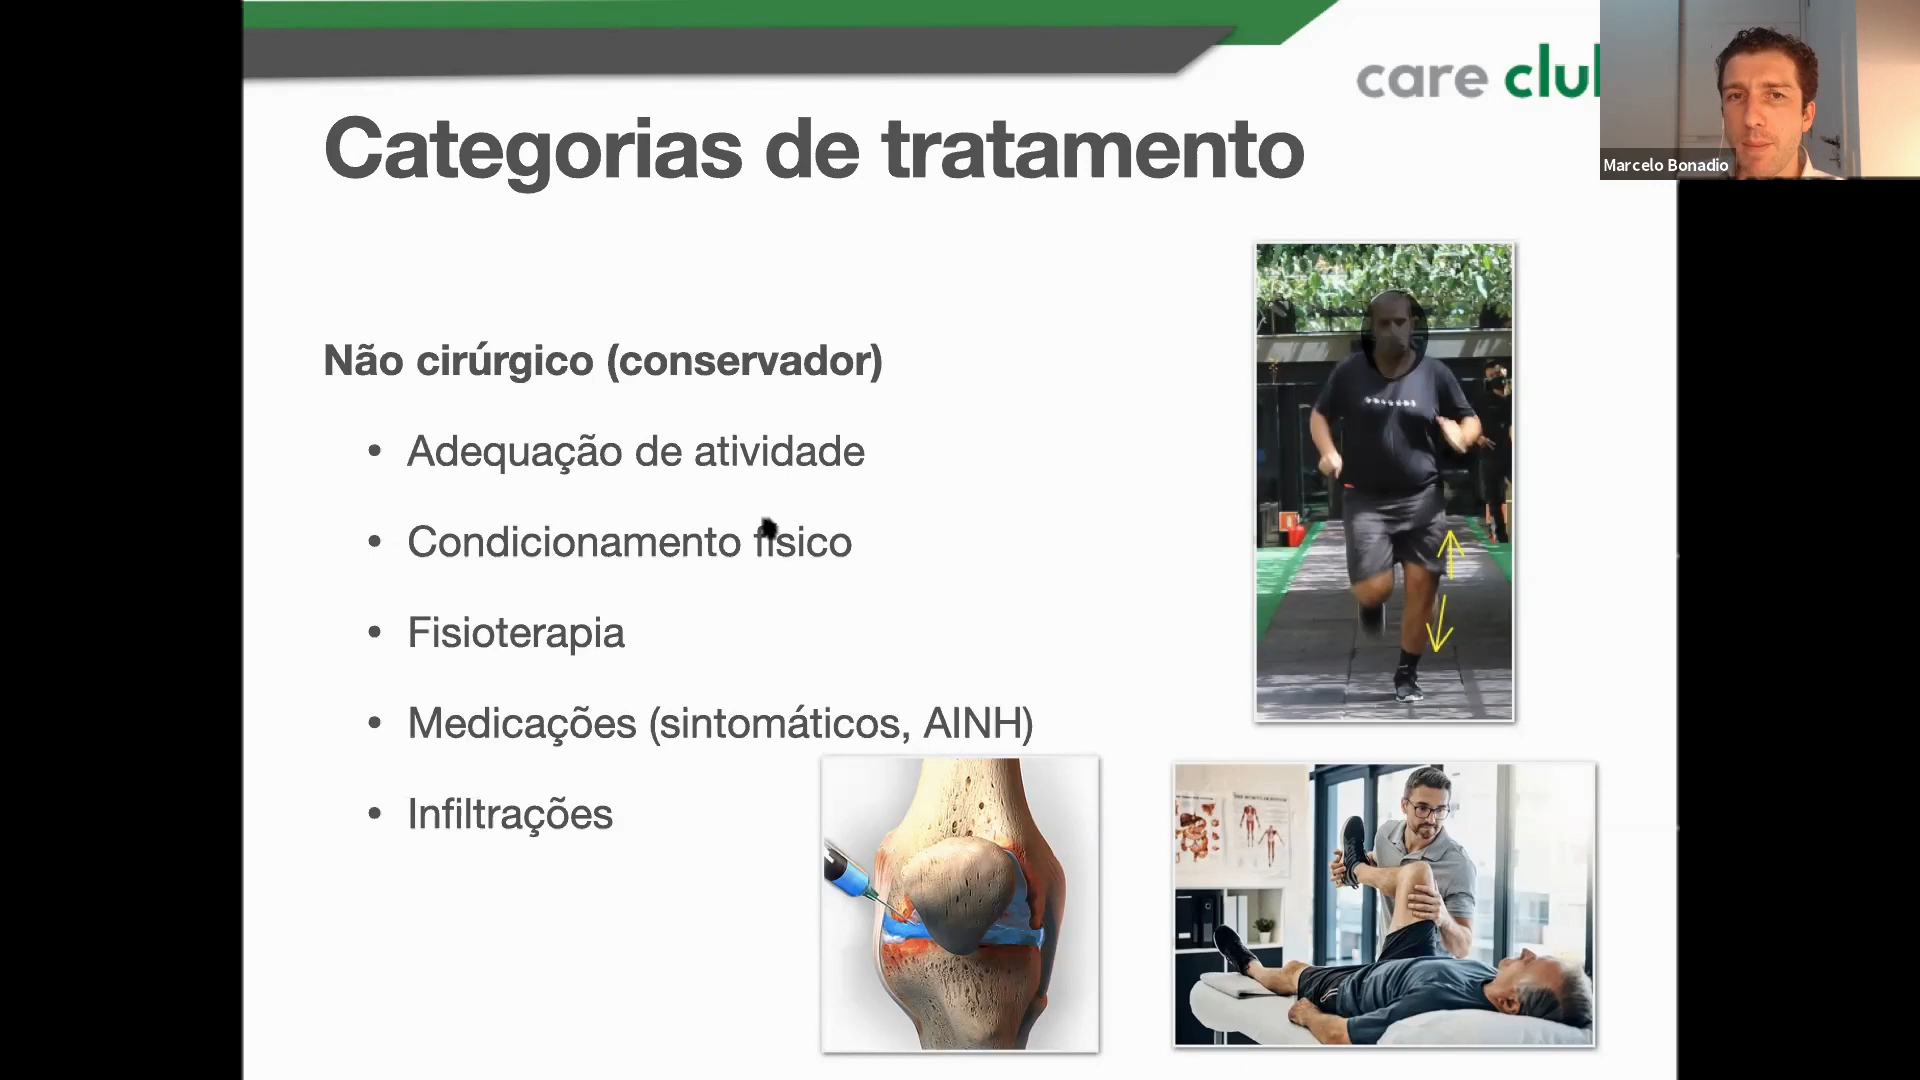 care clu
Marcelo Bonadio
Categorias de tratamento
Não cirúrgico (conservador)
• Adequação de atividade
• Condicionamento físico
• Fisioterapia
• Medicações (sintomáticos, AINH)
• Infiltrações